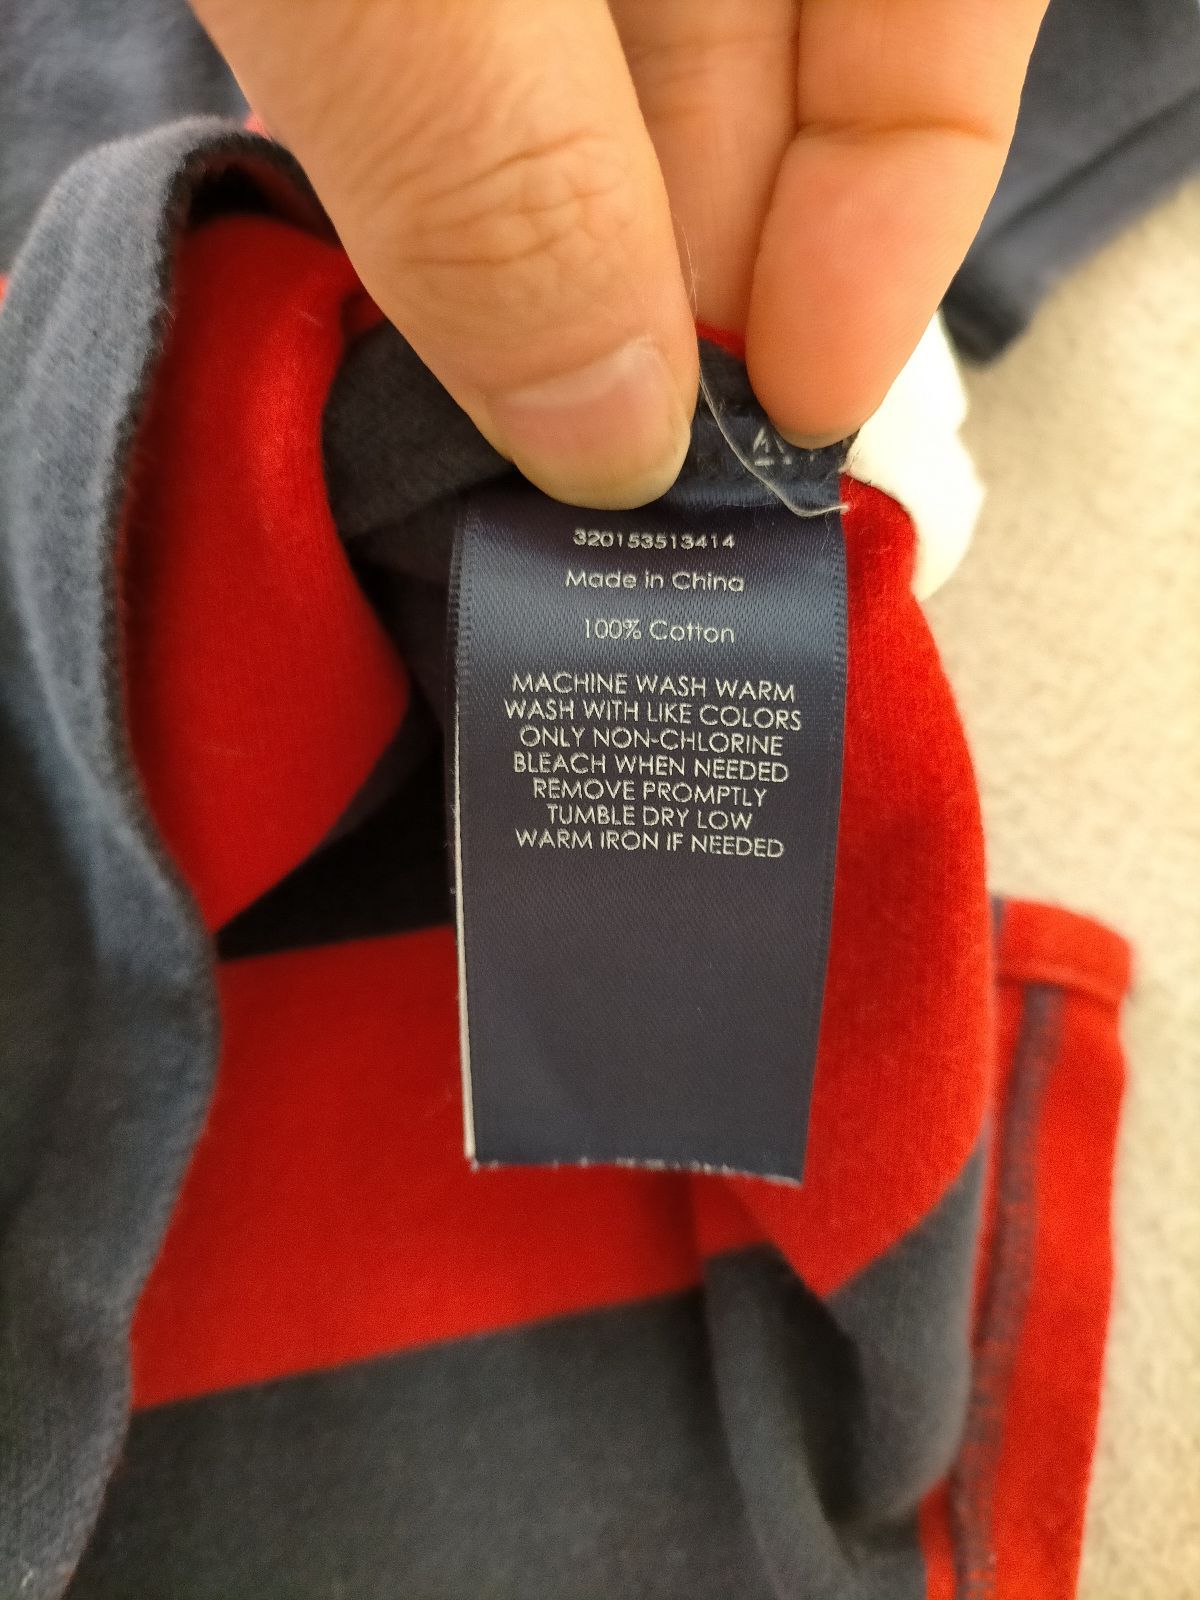 320153513414
Made in China
100% Cotton
MACHINE WASH WARM
WASH WITH LIKE COLORS
ONLY NON-CHLORINE
BLEACH WHEN NEEDED
REMOVE PROMPTLY
TUMBLE DRY LOW
WARM IRON IF NEEDED